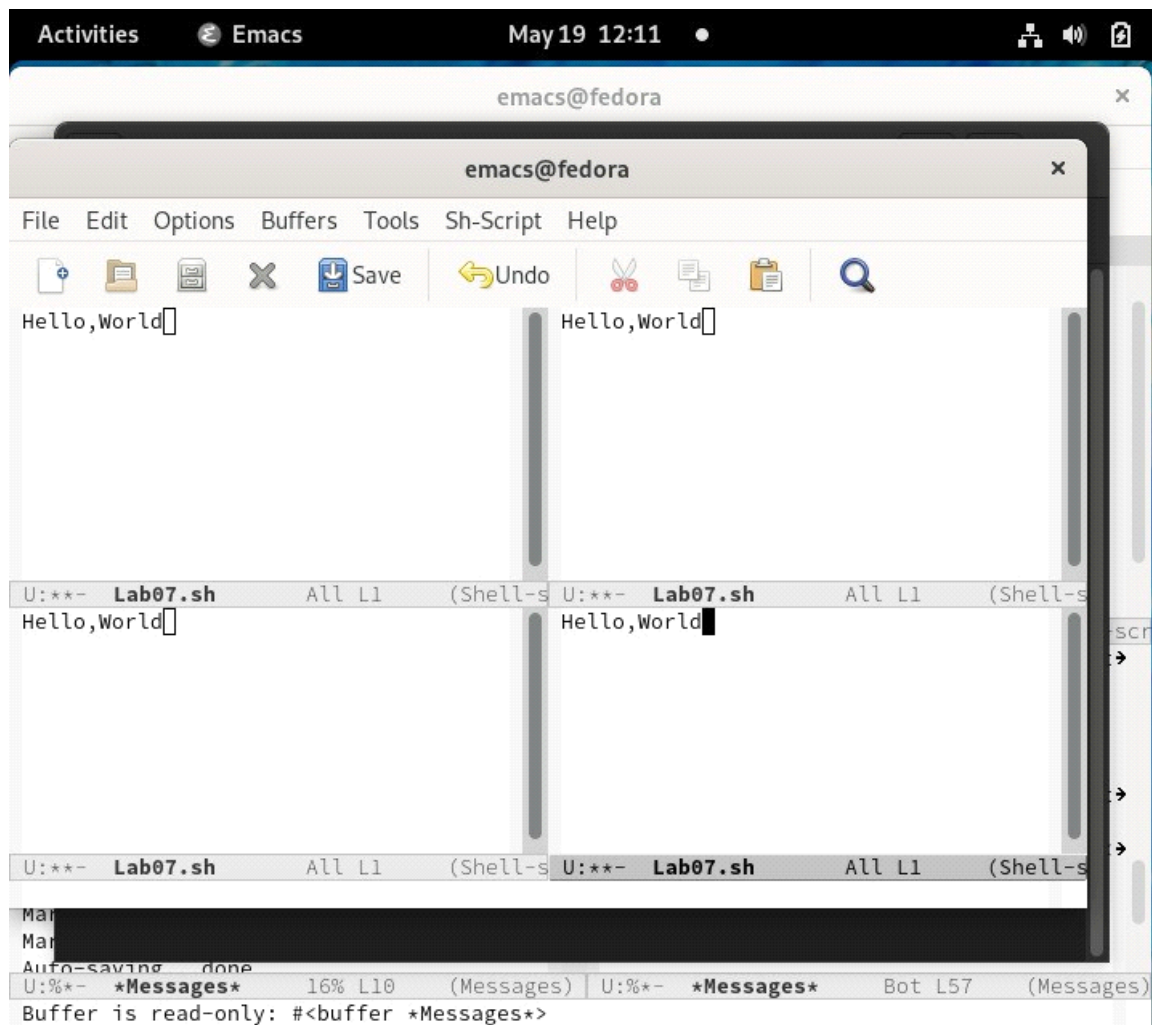 Activities Emacs May 19 12:11
emacs@fedora
emacs@fedora
File Edit Options Buffers Tools Sh-Script Help
Save Undo
Hello,World Hello,World
U:**- Lab07.sh All L1 (Shell-s U:**- Lab07.sh All L1 (Shell-s
Hello,World Hello,World
-scr
U:**- Lab07.sh All L1 (Shell-s U:**- Lab07.sh All L1 (Shell-s
Mar
Mar
Auto-saving...done
U:%*- *Messages* 16% L10 (Messages) U:%*- *Messages* Bot L57 (Messages)
Buffer is read-only: #<buffer *Messages*>